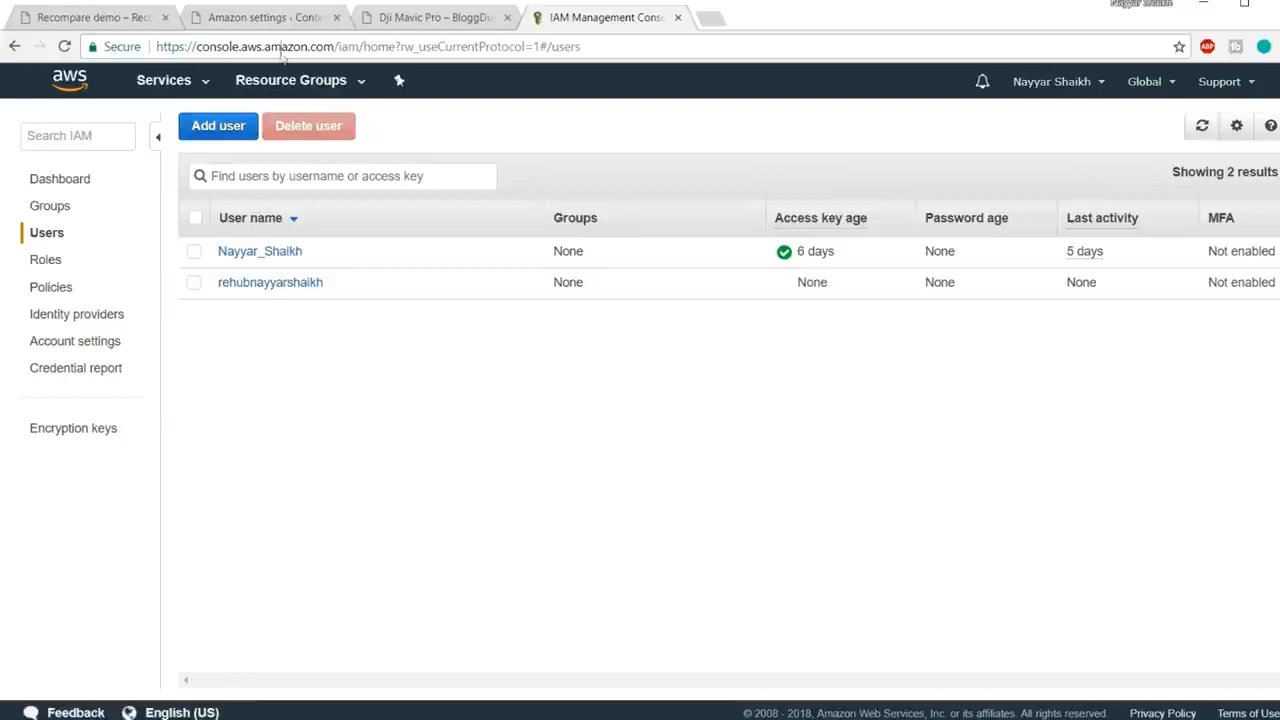 Nayyar Shaikh
Recompare demo – Rec
Amazon settings ‹ Conte
Dji Mavic Pro – BloggDu
IAM Management Cons
Secure
https://console.aws.amazon.com/iam/home?rw_useCurrentProtocol=1#/users
ABP
aws
Services
Resource Groups
Nayyar Shaikh
Global
Support
Search IAM
Add user
Delete user
Dashboard
Groups
Users
Roles
Policies
Identity providers
Account settings
Credential report
Encryption keys
Find users by username or access key
Showing 2 results
User name
Groups
Access key age
Password age
Last activity
MFA
Nayyar_Shaikh
None
6 days
None
5 days
Not enabled
rehubnayyarshaikh
None
None
None
None
Not enabled
Feedback
English (US)
© 2008 - 2018, Amazon Web Services, Inc. or its affiliates. All rights reserved.
Privacy Policy
Terms of Use